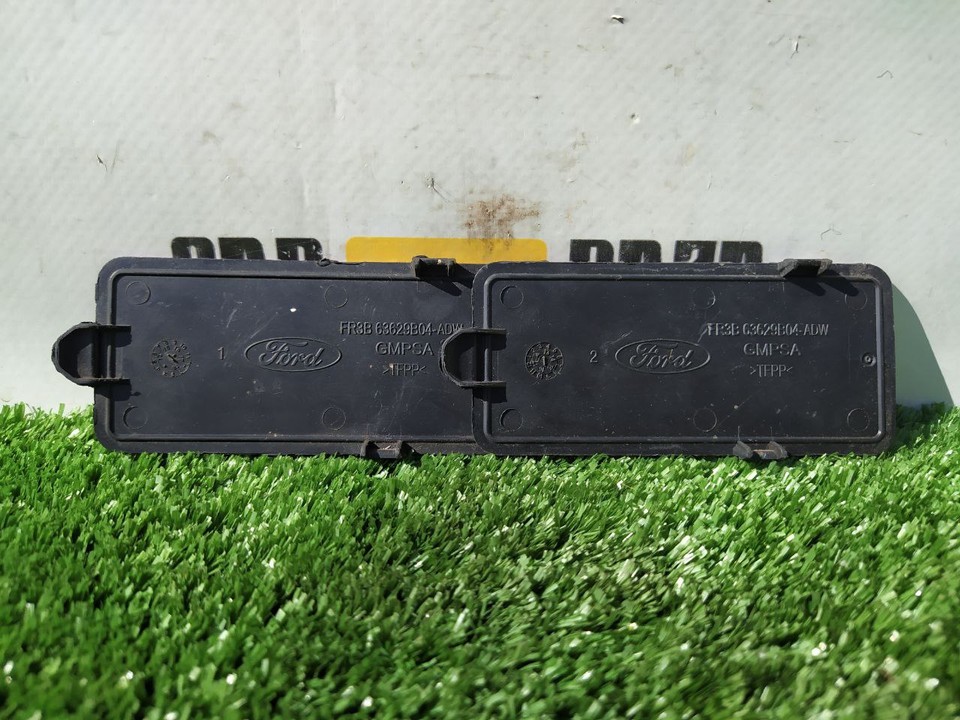 FR3B 63629B04-ADW
1 Ford GMPSA
>TEPP<
FR3B 63629B04-ADW
2 Ford GMPSA
>TEPP<